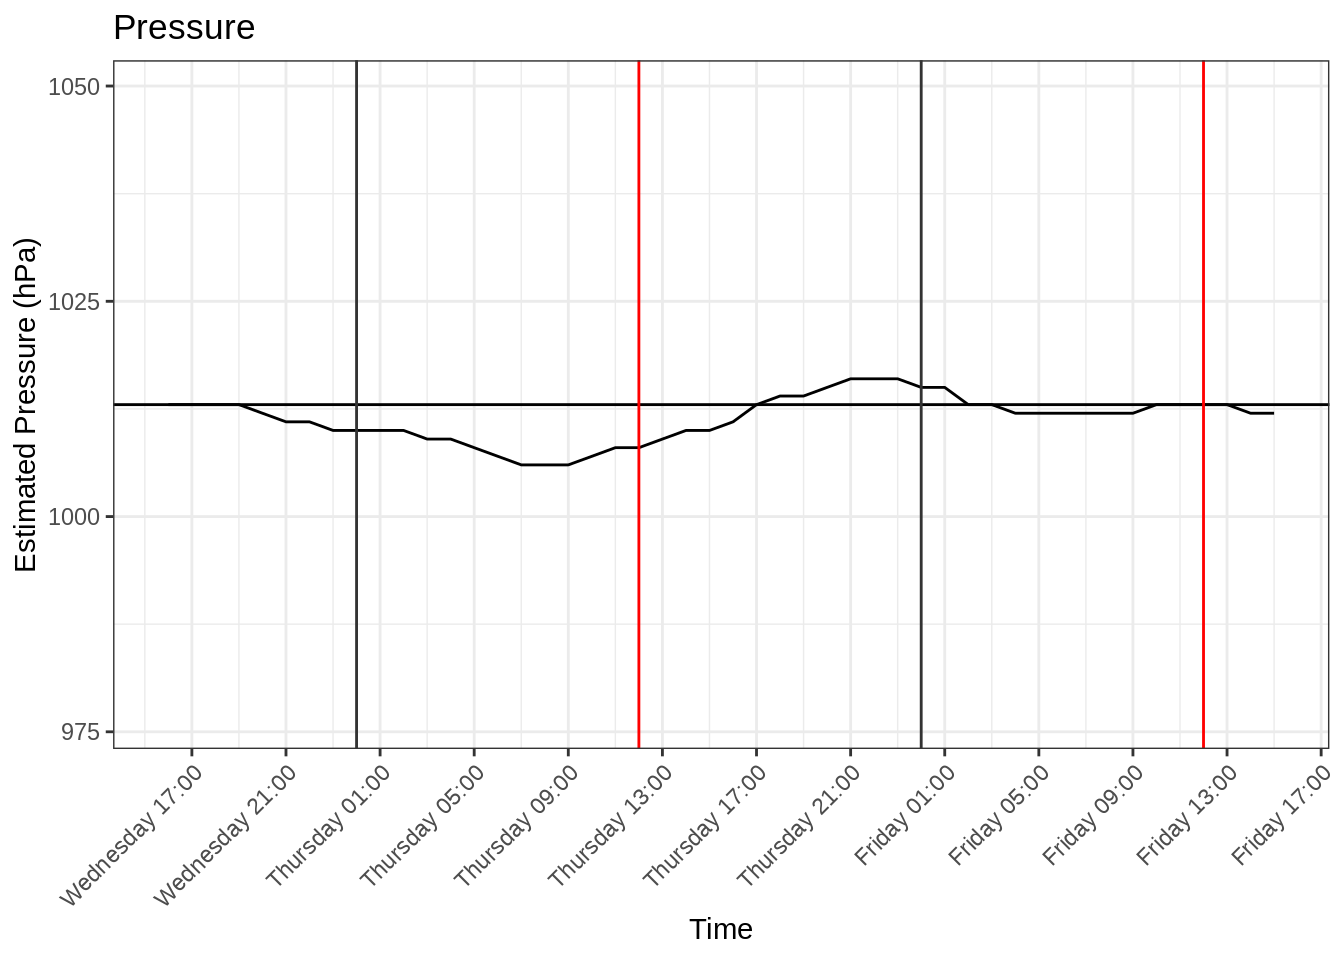 Pressure
Estimated Pressure (hPa)
1050
1025
1000
975
Wednesday 17:00
Wednesday 21:00
Thursday 01:00
Thursday 05:00
Thursday 09:00
Thursday 13:00
Thursday 17:00
Thursday 21:00
Friday 01:00
Friday 05:00
Friday 09:00
Friday 13:00
Friday 17:00
Time